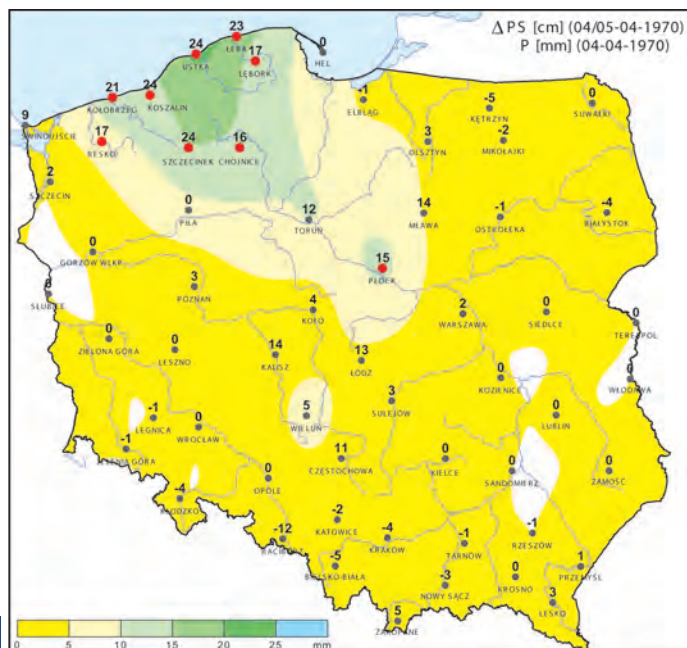 Δ PS [cm] (04/05-04-1970)
P [mm] (04-04-1970)
23
ŁEBA
24
USTKA
17
LĘBORK
0
HEL
21
KOŁOBRZEG
24
KOSZALIN
-1
ELBLĄG
-5
KĘTRZYN
0
SUWAŁKI
9
ŚWINOUJŚCIE
17
RESKO
24
SZCZECINEK
16
CHOJNICE
3
OLSZTYN
-2
MIKOŁAJKI
2
SZCZECIN
0
PIŁA
12
TORUŃ
14
MŁAWA
-1
OSTROŁĘKA
-4
BIAŁYSTOK
0
GORZÓW WLKP.
15
PŁOCK
SŁUBICE
3
POZNAŃ
4
KOŁO
2
WARSZAWA
0
SIEDLCE
0
TERESPOL
0
ZIELONA GÓRA
0
LESZNO
14
KALISZ
13
ŁÓDŹ
0
KOZIENICE
0
WŁODAWA
-1
LEGNICA
0
WROCŁAW
5
WIELUŃ
3
SULEJÓW
0
LUBLIN
-1
JELENIA GÓRA
11
CZĘSTOCHOWA
0
KIELCE
0
SANDOMIERZ
0
ZAMOŚĆ
-4
KŁODZKO
0
OPOLE
-12
RACIBÓRZ
-2
KATOWICE
-4
KRAKÓW
-1
TARNÓW
-1
RZESZÓW
-5
BIELSKO-BIAŁA
-3
NOWY SĄCZ
0
KROSNO
1
PRZEMYŚL
3
LESKO
5
ZAKOPANE
0 5 10 15 20 25 mm